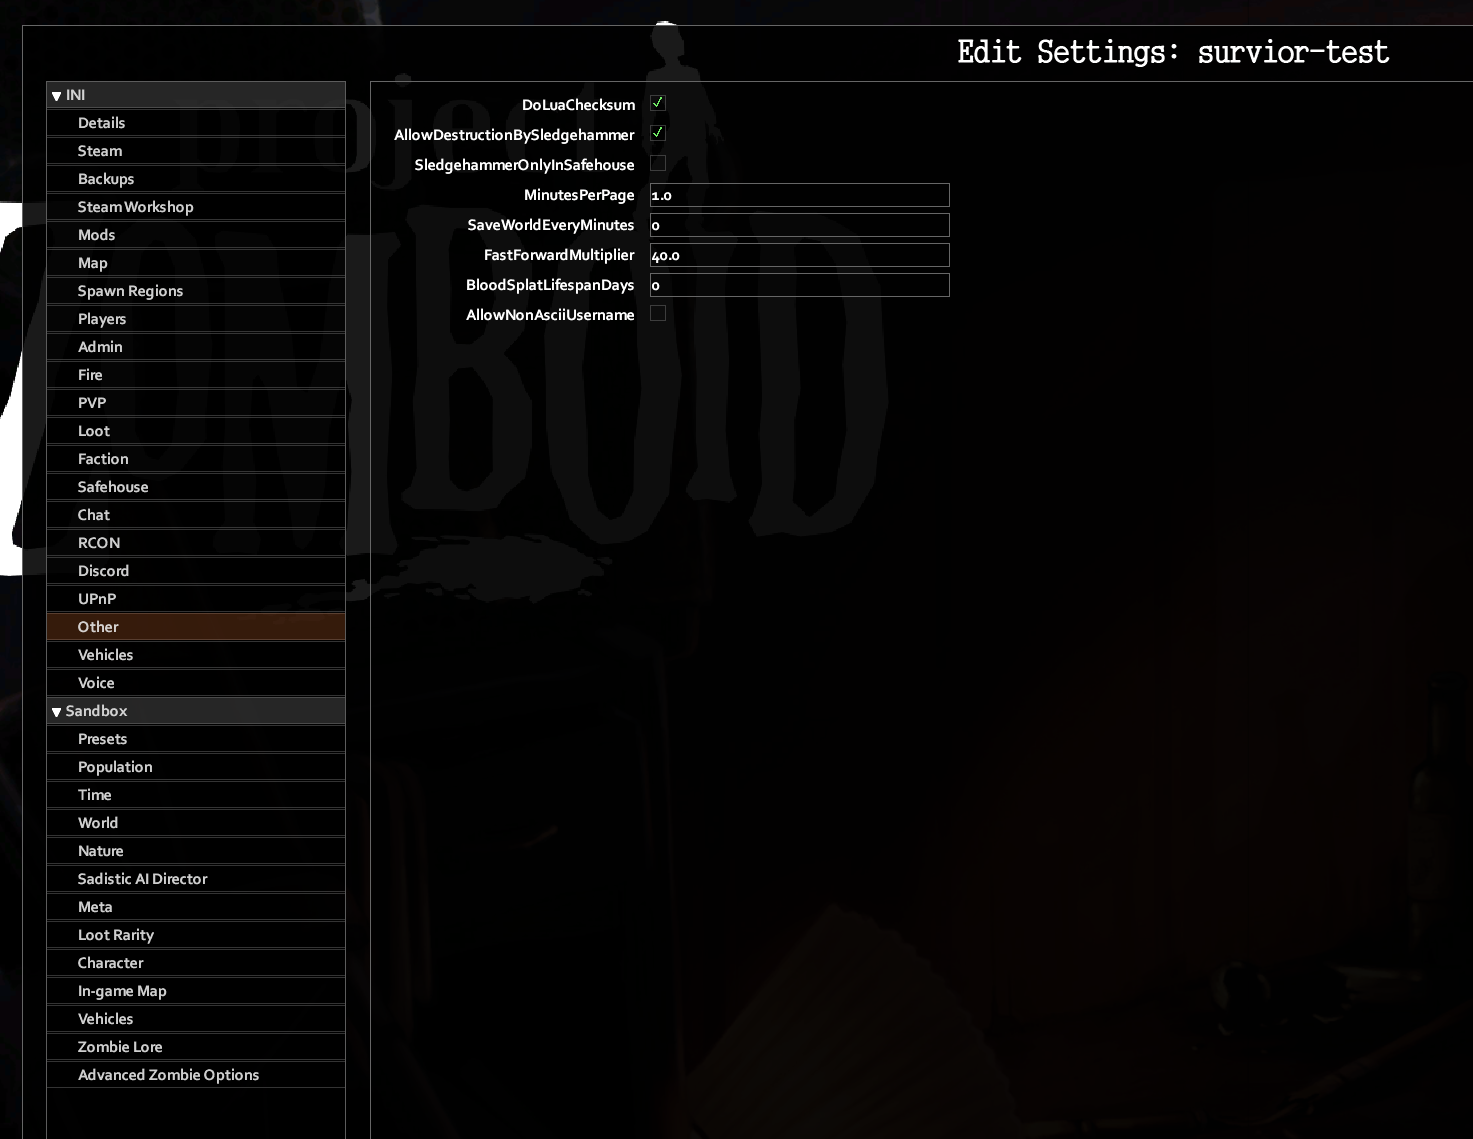 project
ZOMBOID
Edit Settings: survior-test
INI
Details
Steam
Backups
Steam Workshop
Mods
Map
Spawn Regions
Players
Admin
Fire
PVP
Loot
Faction
Safehouse
Chat
RCON
Discord
UPnP
Other
Vehicles
Voice
Sandbox
Presets
Population
Time
World
Nature
Sadistic AI Director
Meta
Loot Rarity
Character
In-game Map
Vehicles
Zombie Lore
Advanced Zombie Options
DoLuaChecksum
AllowDestructionBySledgehammer
SledgehammerOnlyInSafehouse
MinutesPerPage 1.0
SaveWorldEveryMinutes 0
FastForwardMultiplier 40.0
BloodSplatLifespanDays 0
AllowNonAsciiUsername